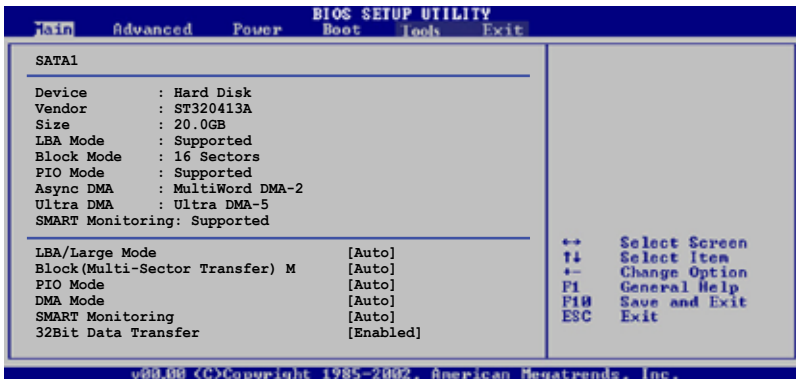 BIOS SETUP UTILITY
Main Advanced Power Boot Tools Exit
SATA1
Device : Hard Disk
Vendor : ST320413A
Size : 20.0GB
LBA Mode : Supported
Block Mode : 16 Sectors
PIO Mode : Supported
Async DMA : MultiWord DMA-2
Ultra DMA : Ultra DMA-5
SMART Monitoring: Supported
LBA/Large Mode [Auto]
Block(Multi-Sector Transfer) M [Auto]
PIO Mode [Auto]
DMA Mode [Auto]
SMART Monitoring [Auto]
32Bit Data Transfer [Enabled]
↔ Select Screen
↑↓ Select Item
+- Change Option
F1 General Help
F10 Save and Exit
ESC Exit
v00.00 (C)Copyright 1985-2002, American Megatrends, Inc.